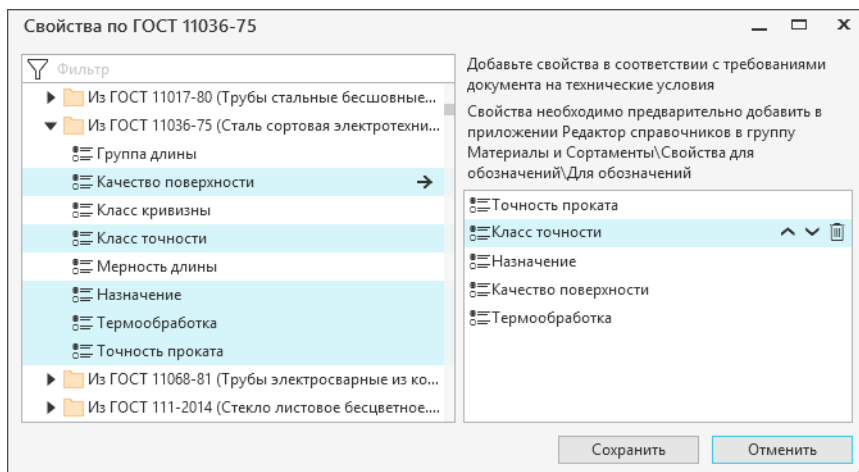 Свойства по ГОСТ 11036-75
Фильтр
Из ГОСТ 11017-80 (Трубы стальные бесшовные...
Из ГОСТ 11036-75 (Сталь сортовая электротехни...
Группа длины
Качество поверхности
Класс кривизны
Класс точности
Мерность длины
Назначение
Термообработка
Точность проката
Из ГОСТ 11068-81 (Трубы электросварные из ко...
Из ГОСТ 111-2014 (Стекло листовое бесцветное....
Добавьте свойства в соответствии с требованиями
документа на технические условия
Свойства необходимо предварительно добавить в
приложении Редактор справочников в группу
Материалы и Сортаменты\Свойства для
обозначений\Для обозначений
Точность проката
Класс точности
Назначение
Качество поверхности
Термообработка
Сохранить
Отменить